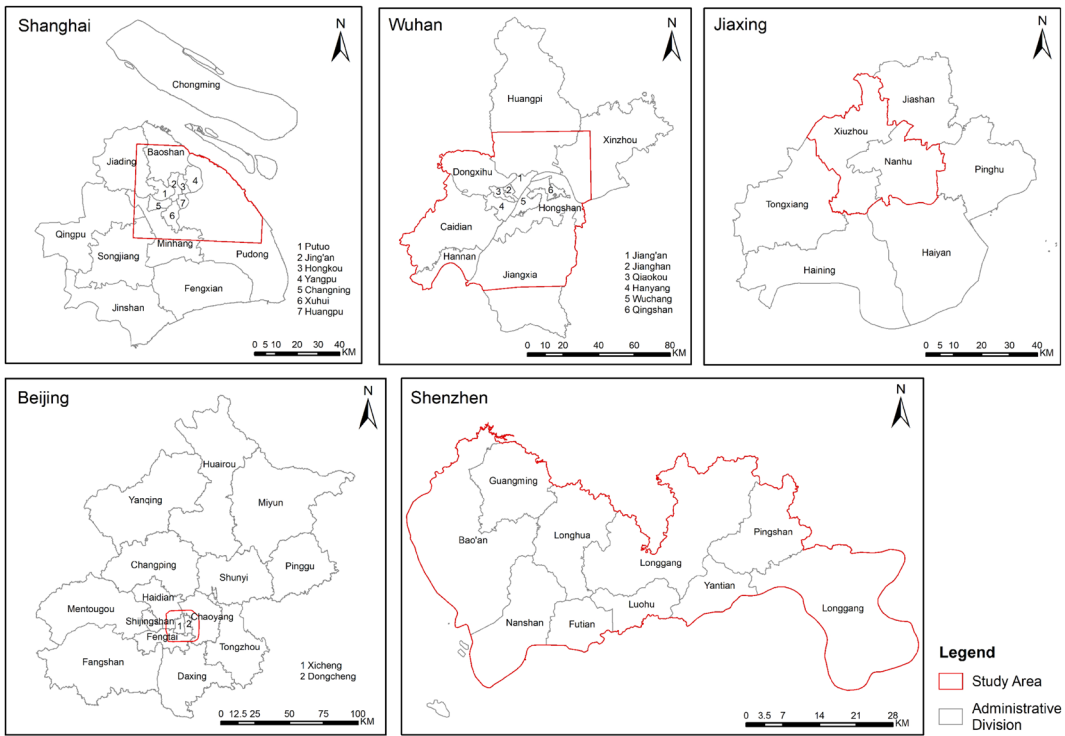 Shanghai
N
Chongming
Baoshan
Jiading
2
4
1
3
5
7
6
Qingpu
Minhang
Songjiang
Pudong
Fengxian
Jinshan
1 Putuo
2 Jing'an
3 Hongkou
4 Yangpu
5 Changning
6 Xuhui
7 Huangpu
0 5 10 20 30 40
KM
Wuhan
N
Huangpi
Xinzhou
Dongxihu
1
3
2
6
4
5
Hongshan
Caidian
Hannan
Jiangxia
1 Jiang'an
2 Jianghan
3 Qiaokou
4 Hanyang
5 Wuchang
6 Qingshan
0 10 20 40 60 80
KM
Jiaxing
N
Jiashan
Xiuzhou
Nanhu
Pinghu
Tongxiang
Haiyan
Haining
0 5 10 20 30 40
KM
Beijing
N
Huairou
Yanqing
Miyun
Changping
Pinggu
Shunyi
Haidian
Mentougou
Chaoyang
Shijingshan
1
2
Fengtai
Tongzhou
Fangshan
Daxing
1 Xicheng
2 Dongcheng
0 12.5 25 50 75 100
KM
Shenzhen
N
Guangming
Bao'an
Longhua
Pingshan
Longgang
Yantian
Luohu
Longgang
Nanshan
Futian
0 3.5 7 14 21 28
KM
Legend
Study Area
Administrative
Division